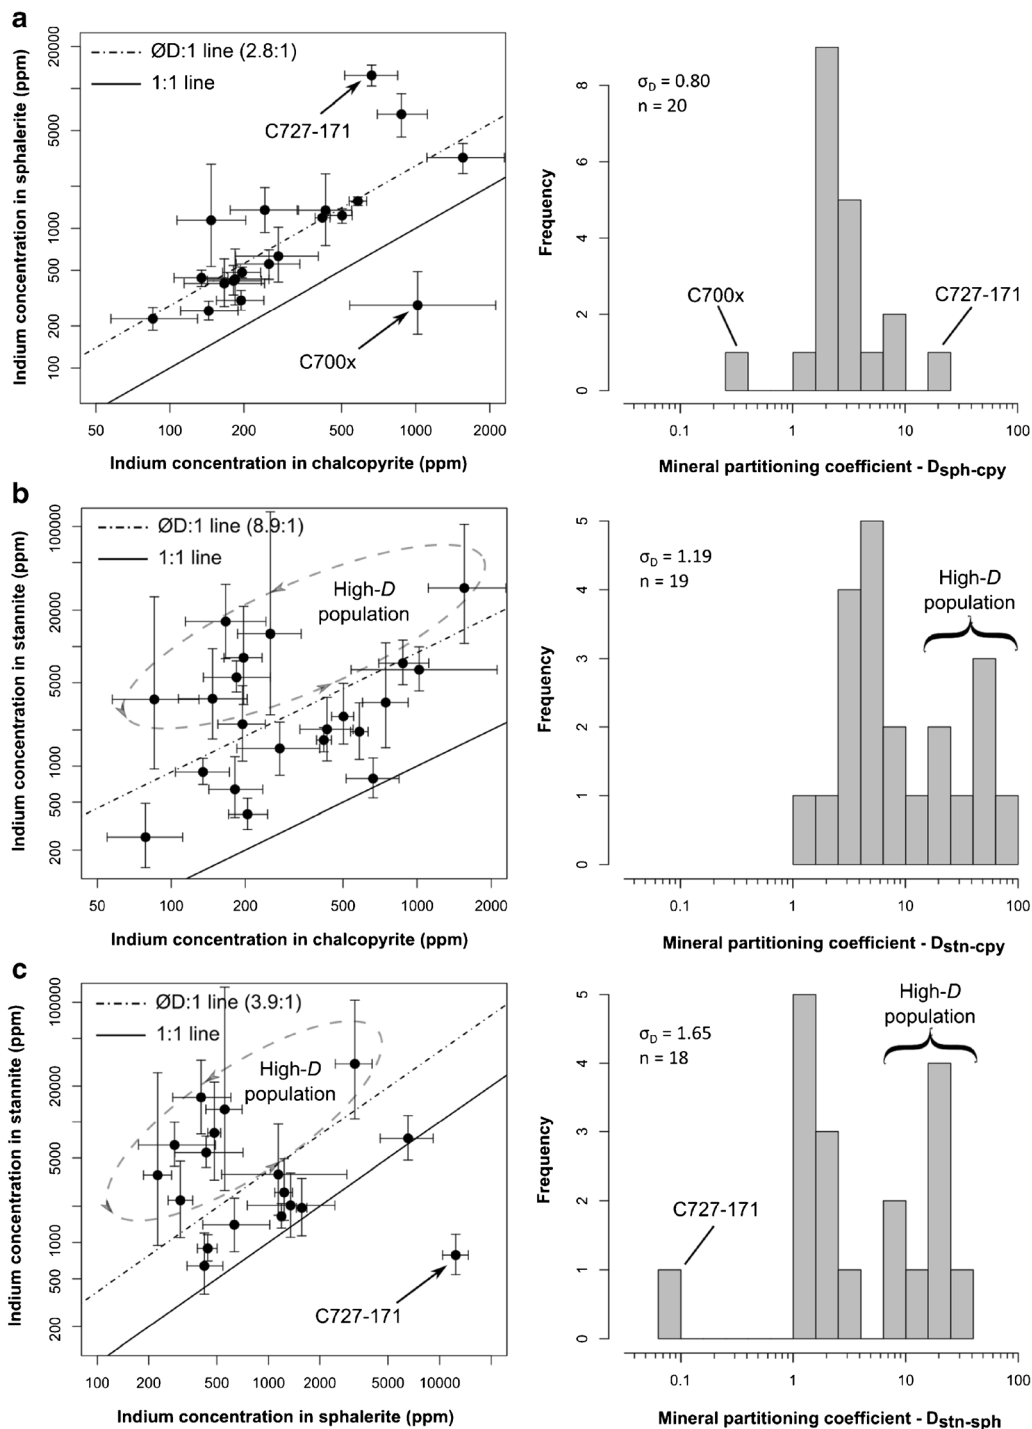 a
ØD:1 line (2.8:1)
1:1 line
C727-171
C700x
Indium concentration in sphalerite (ppm)
20000
5000
1000
500
200
100
50
100
200
500
1000
2000
Indium concentration in chalcopyrite (ppm)
σD = 0.80
n = 20
C700x
C727-171
Frequency
8
6
4
2
0
0.1
1
10
100
Mineral partitioning coefficient - Dsph-cpy
b
ØD:1 line (8.9:1)
1:1 line
High-D
population
Indium concentration in stannite (ppm)
100000
20000
5000
1000
500
200
50
100
200
500
1000
2000
Indium concentration in chalcopyrite (ppm)
σD = 1.19
n = 19
High-D
population
Frequency
5
4
3
2
1
0
0.1
1
10
100
Mineral partitioning coefficient - Dstn-cpy
c
ØD:1 line (3.9:1)
1:1 line
High-D
population
C727-171
Indium concentration in stannite (ppm)
100000
20000
5000
1000
500
200
100
200
500
1000
2000
5000
10000
Indium concentration in sphalerite (ppm)
σD = 1.65
n = 18
High-D
population
C727-171
Frequency
5
4
3
2
1
0
0.1
1
10
100
Mineral partitioning coefficient - Dstn-sph